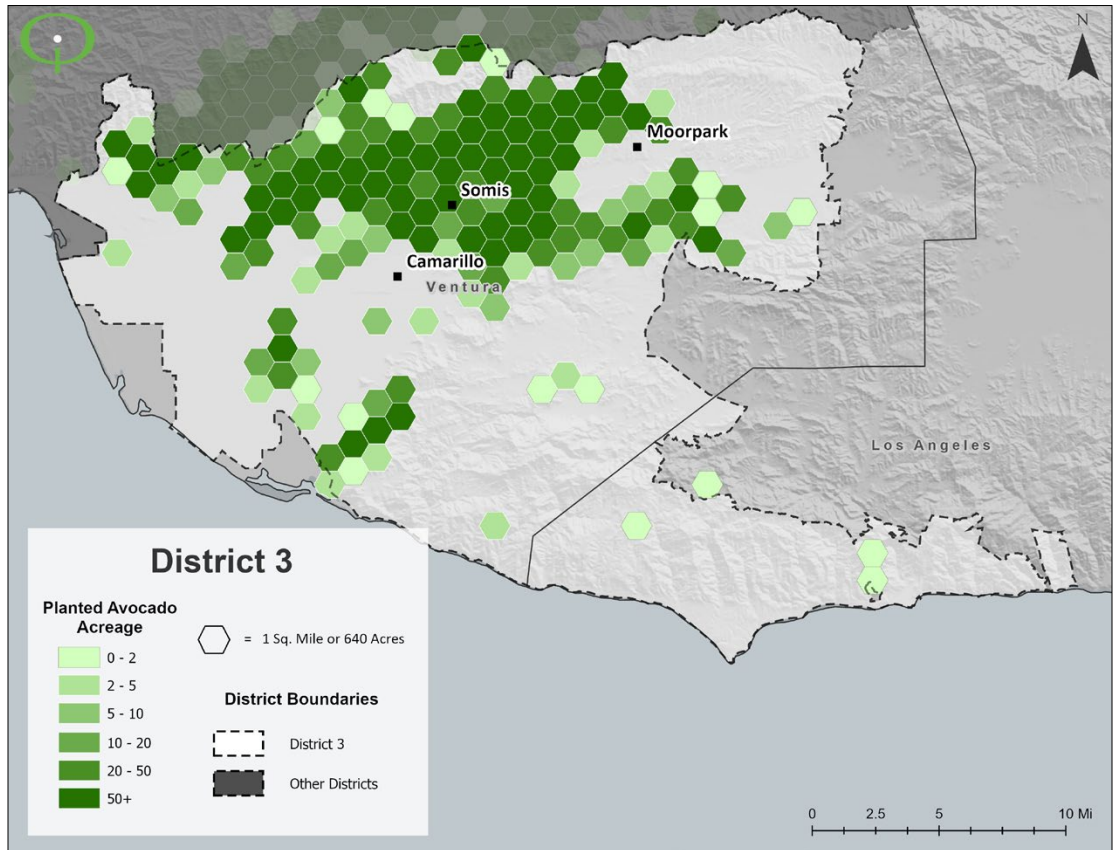 N
Moorpark
Somis
Camarillo
Ventura
Los Angeles
District 3
Planted Avocado
Acreage
0 - 2
2 - 5
5 - 10
10 - 20
20 - 50
50+
= 1 Sq. Mile or 640 Acres
District Boundaries
District 3
Other Districts
0 2.5 5 10 Mi